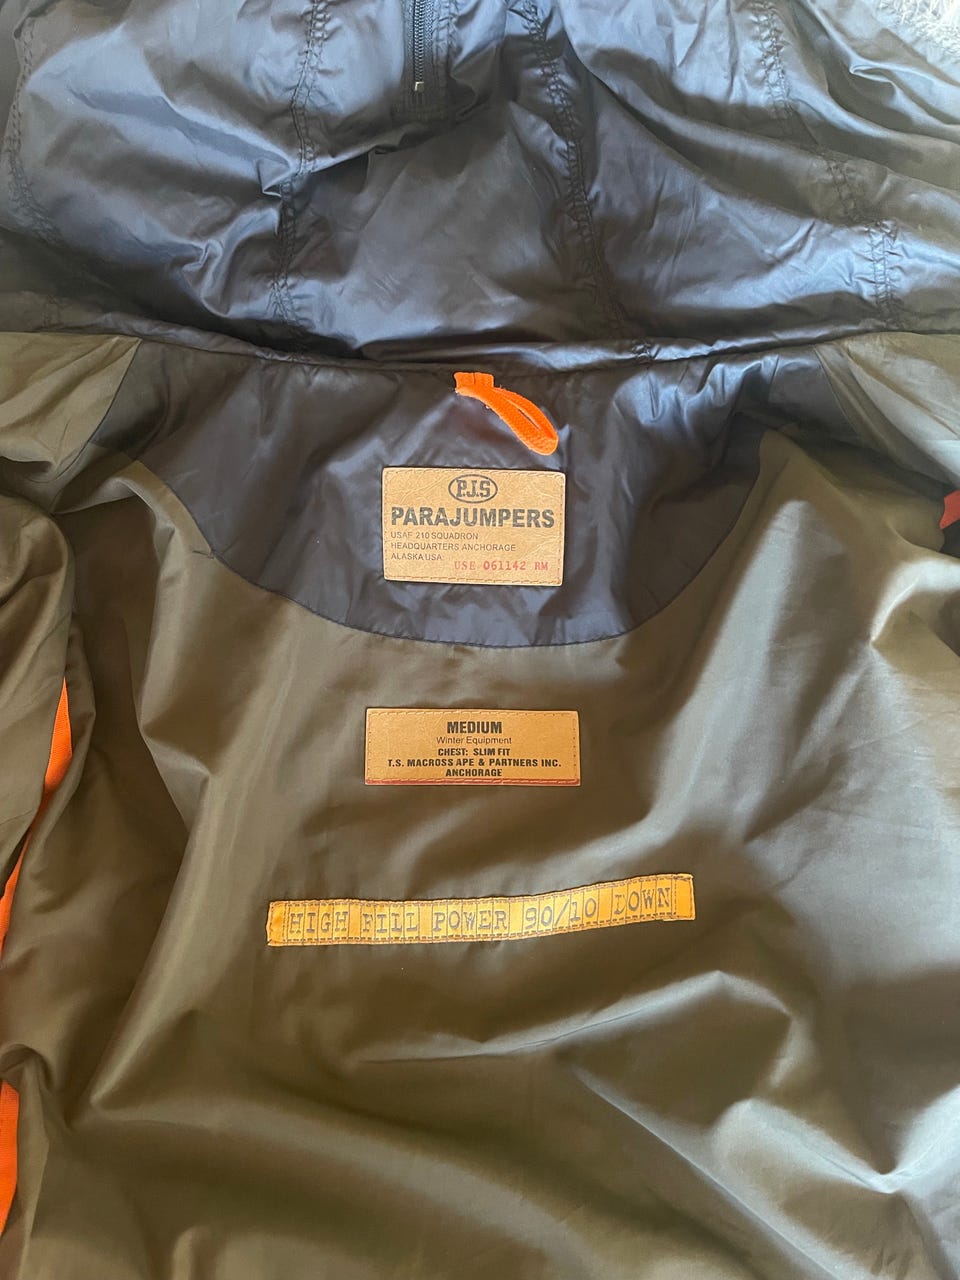 P.J.S
PARAJUMPERS
USAF 210 SQUADRON
HEADQUARTERS ANCHORAGE
ALASKA USA:
USE 061142 RM
MEDIUM
Winter Equipment
CHEST: SLIM FIT
T.S. MACROSS APE & PARTNERS INC.
ANCHORAGE
HIGH FILL POWER 90/10 DOWN